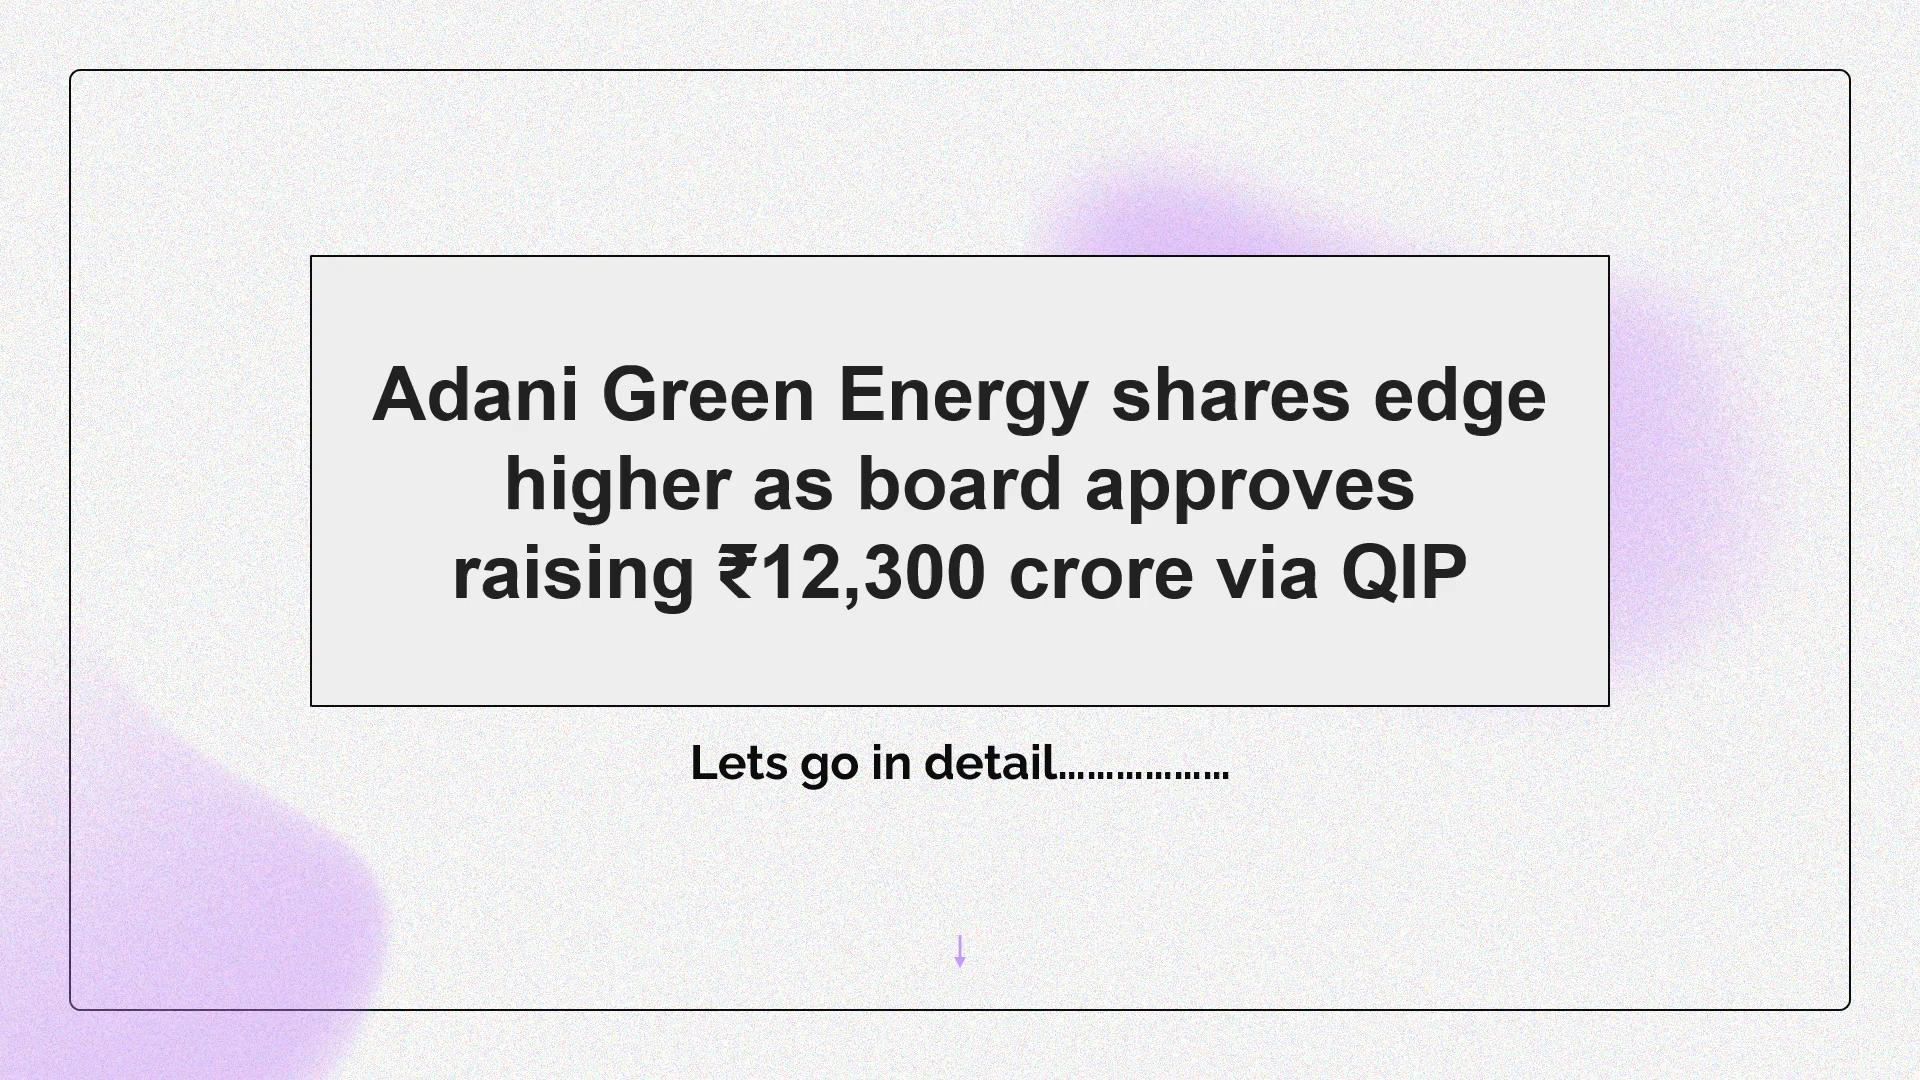 Adani Green Energy shares edge
higher as board approves
raising ₹12,300 crore via QIP
Lets go in detail………………